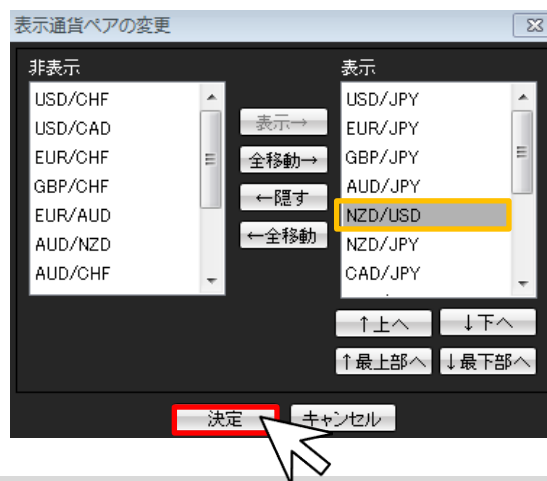 表示通貨ペアの変更
非表示
USD/CHF
USD/CAD
EUR/CHF
GBP/CHF
EUR/AUD
AUD/NZD
AUD/CHF
表示→
全移動→
←隠す
←全移動
表示
USD/JPY
EUR/JPY
GBP/JPY
AUD/JPY
NZD/USD
NZD/JPY
CAD/JPY
↑上へ
↓下へ
↑最上部へ
↓最下部へ
決定
キャンセル